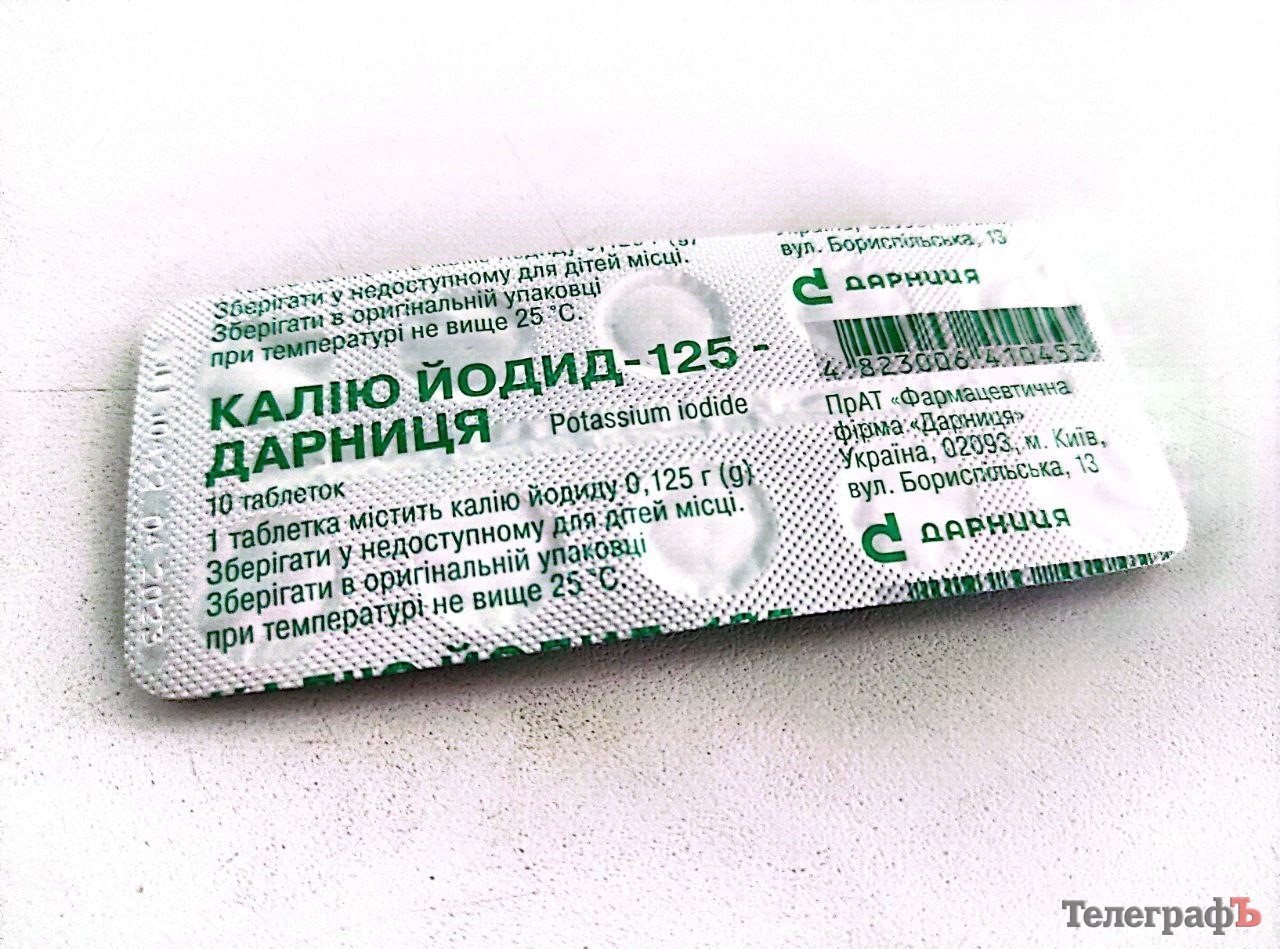 Зберігати у недоступному для дітей місці.
Зберігати в оригінальній упаковці
при температурі не вище 25 °C.
КАЛІЮ ЙОДИД-125 -
ДАРНИЦЯ
Potassium iodide
10 таблеток
1 таблетка містить калію йодиду 0,125 г (g)
Зберігати у недоступному для дітей місці.
Зберігати в оригінальній упаковці
при температурі не вище 25 °C.
вул. Бориспільська, 13
ДАРНИЦЯ
4 823006 410453
ПрАТ «Фармацевтична
фірма «Дарниця»
Україна, 02093, м. Київ,
вул. Бориспільська, 13
ДАРНИЦЯ
ТелеграфЪ